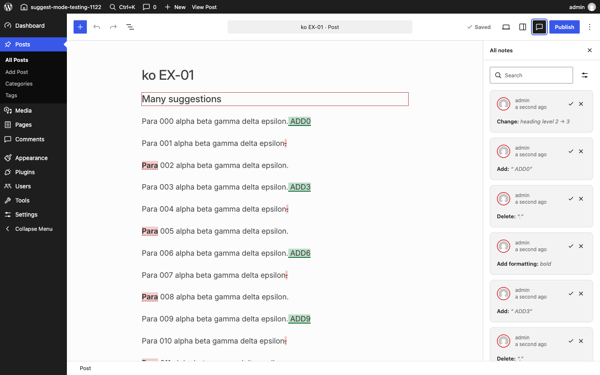 suggest-mode-testing-1122 Ctrl+K 0 + New View Post admin
ko EX-01 · Post Saved Publish
Dashboard
Posts
All Posts
Add Post
Categories
Tags
Media
Pages
Comments
Appearance
Plugins
Users
Tools
Settings
Collapse Menu
ko EX-01
Many suggestions
Para 000 alpha beta gamma delta epsilon. ADD0
Para 001 alpha beta gamma delta epsilon.
Para 002 alpha beta gamma delta epsilon.
Para 003 alpha beta gamma delta epsilon. ADD3
Para 004 alpha beta gamma delta epsilon.
Para 005 alpha beta gamma delta epsilon.
Para 006 alpha beta gamma delta epsilon. ADD6
Para 007 alpha beta gamma delta epsilon.
Para 008 alpha beta gamma delta epsilon.
Para 009 alpha beta gamma delta epsilon. ADD9
Para 010 alpha beta gamma delta epsilon.
Post
All notes
Search
admin
a second ago
Change: heading level 2 → 3
admin
a second ago
Add: " ADD0"
admin
a second ago
Delete: "."
admin
a second ago
Add formatting: bold
admin
a second ago
Add: " ADD3"
admin
a second ago
Delete: "."